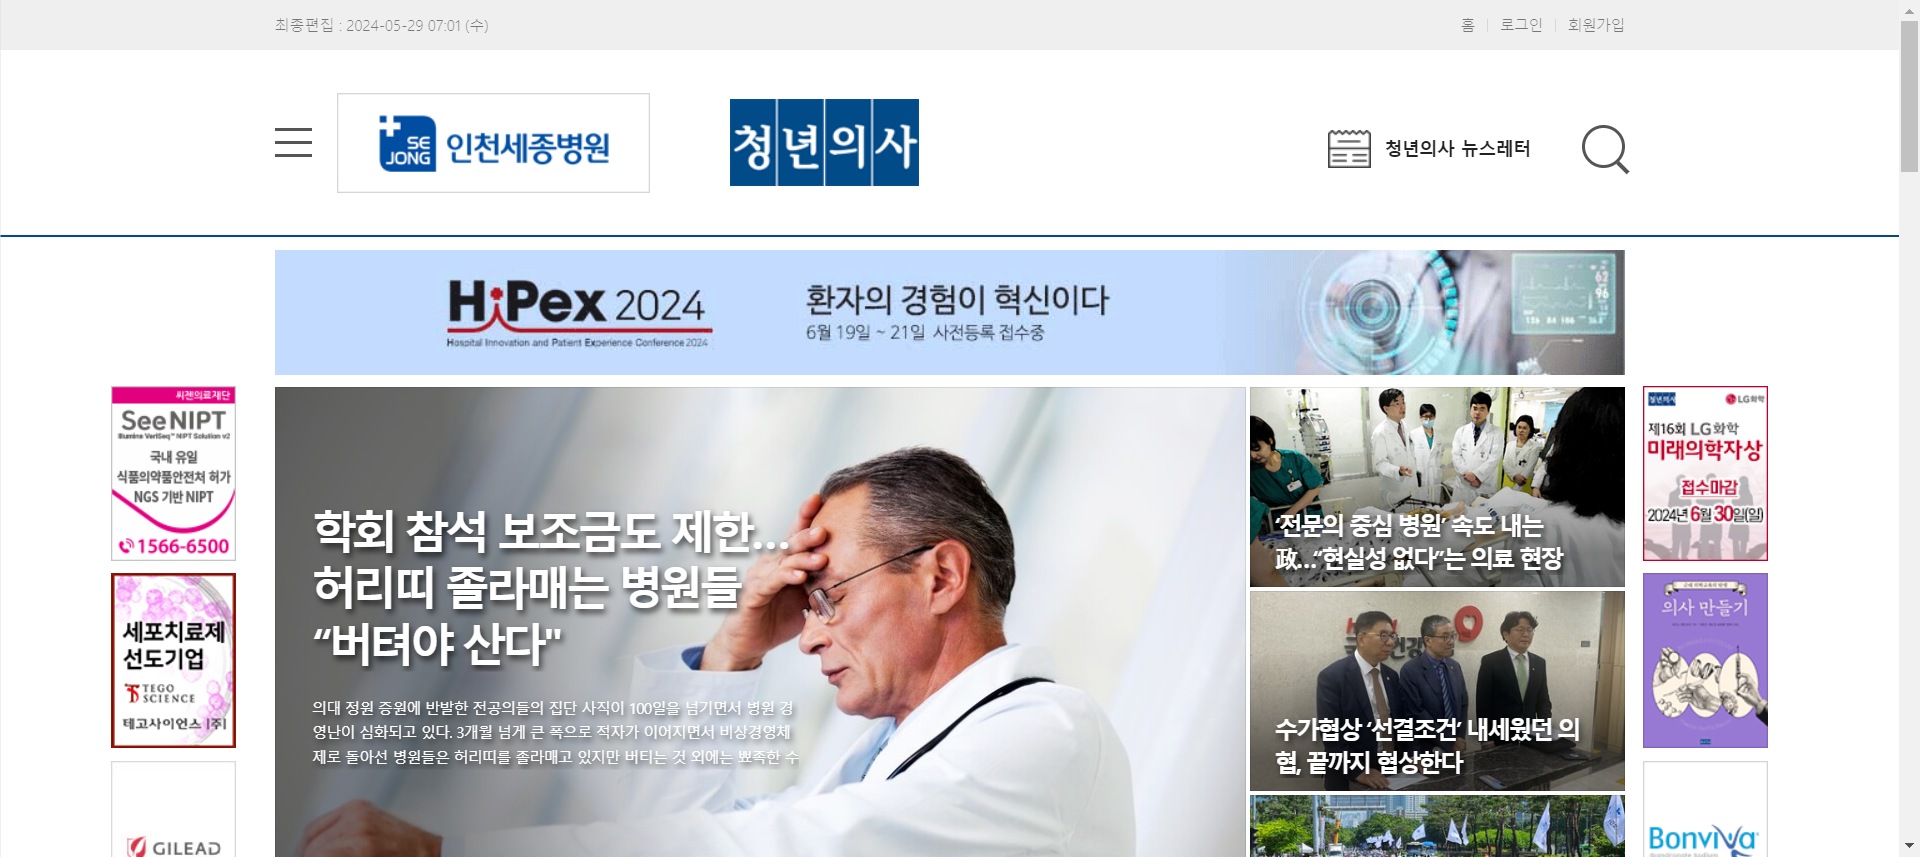 최종편집 : 2024-05-29 07:01 (수)
홈
로그인
회원가입
SE
JONG
인천세종병원
청년의사
청년의사 뉴스레터
HiPex 2024
Hospital Innovation and Patient Experience Conference 2024
환자의 경험이 혁신이다
6월 19일 ~ 21일 사전등록 접수중
씨젠의료재단
SeeNIPT
Illumina VeriSeq™ NIPT Solution v2
국내 유일
식품의약품안전처 허가
NGS 기반 NIPT
1566-6500
세포치료제
선도기업
TEGO
SCIENCE
테고사이언스 (주)
GILEAD
학회 참석 보조금도 제한…
허리띠 졸라매는 병원들
“버텨야 산다"
의대 정원 증원에 반발한 전공의들의 집단 사직이 100일을 넘기면서 병원 경
영난이 심화되고 있다. 3개월 넘게 큰 폭으로 적자가 이어지면서 비상경영체
제로 돌아선 병원들은 허리띠를 졸라매고 있지만 버티는 것 외에는 뾰족한 수
‘전문의 중심 병원’ 속도 내는
政…“현실성 없다”는 의료 현장
수가협상 ‘선결조건’ 내세웠던 의
협, 끝까지 협상한다
청년의사
LG화학
제16회 LG화학
미래의학자상
접수마감
2024년 6월 30일(일)
의사 만들기
Bonviva